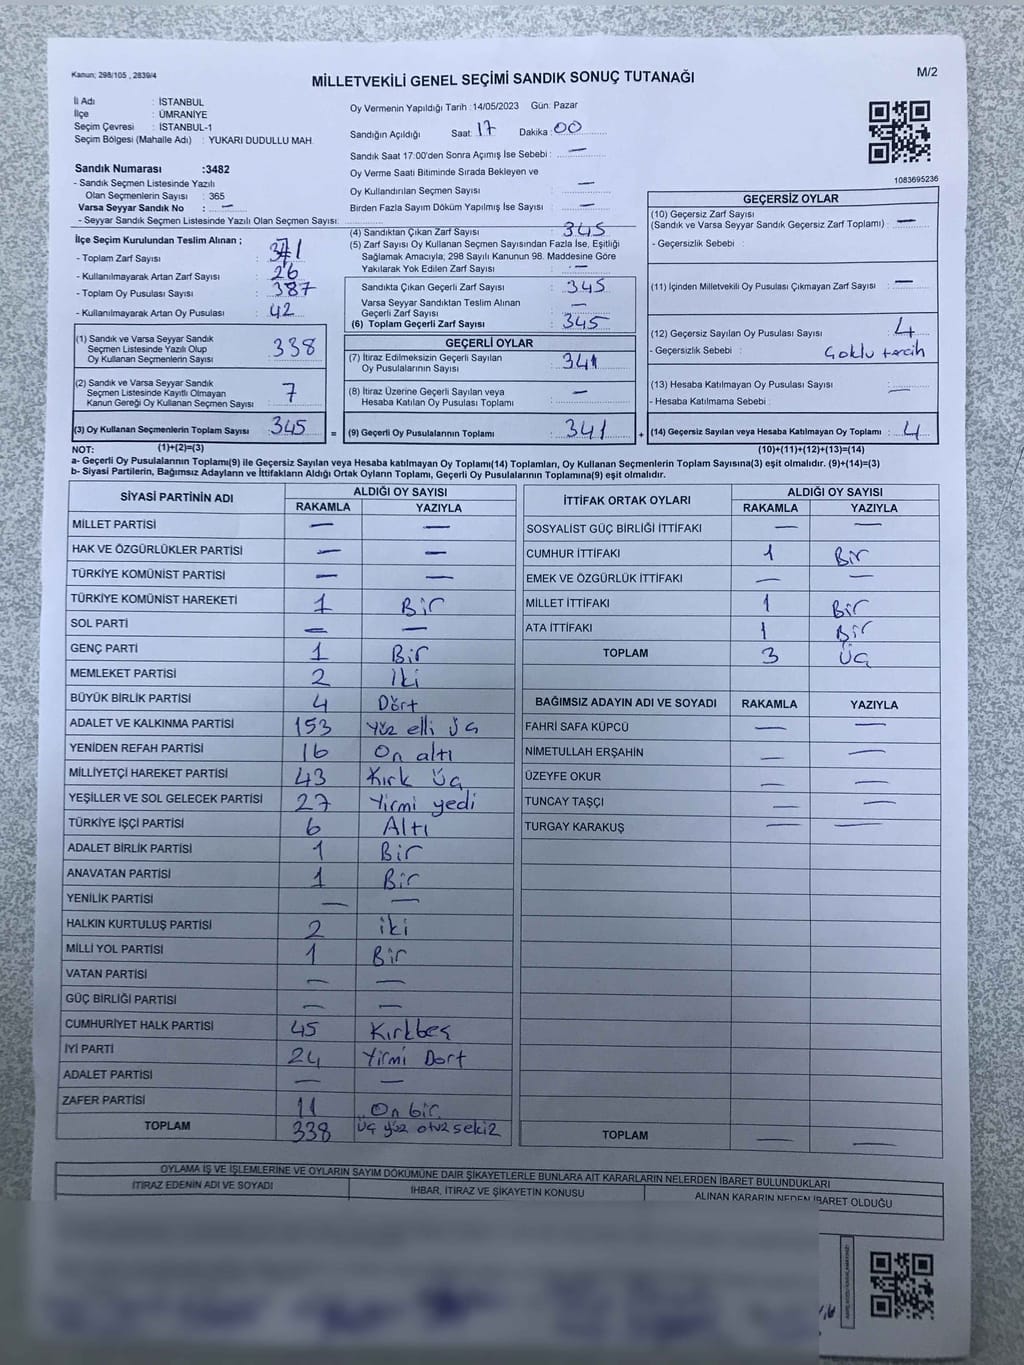 Kanun; 298/105 , 2839/4
MİLLETVEKİLİ GENEL SEÇİMİ SANDIK SONUÇ TUTANAĞI
M/2
İl Adı : İSTANBUL
İlçe : ÜMRANİYE
Seçim Çevresi : İSTANBUL-1
Seçim Bölgesi (Mahalle Adı) : YUKARI DUDULLU MAH.
Oy Vermenin Yapıldığı Tarih :14/05/2023 Gün: Pazar
Sandığın Açıldığı Saat: 17 Dakika: 00
Sandık Saat 17:00'den Sonra Açımış İse Sebebi : —
Oy Verme Saati Bitiminde Sırada Bekleyen ve
Oy Kullandırılan Seçmen Sayısı : —
Birden Fazla Sayım Döküm Yapılmış İse Sayısı : —
1083695236
Sandık Numarası :3482
- Sandık Seçmen Listesinde Yazılı
Olan Seçmenlerin Sayısı : 365
Varsa Seyyar Sandık No : —
- Seyyar Sandık Seçmen Listesinde Yazılı Olan Seçmen Sayısı:
İlçe Seçim Kurulundan Teslim Alınan ;
- Toplam Zarf Sayısı :
- Kullanılmayarak Artan Zarf Sayısı : 26
- Toplam Oy Pusulası Sayısı : 387
- Kullanılmayarak Artan Oy Pusulası : 42
(1) Sandık ve Varsa Seyyar Sandık
Seçmen Listesinde Yazılı Olup
Oy Kullanan Seçmenlerin Sayısı : 338
(2) Sandık ve Varsa Seyyar Sandık
Seçmen Listesinde Kayıtlı Olmayan
Kanun Gereği Oy Kullanan Seçmen Sayısı : 7
(3) Oy Kullanan Seçmenlerin Toplam Sayısı : 345
(4) Sandıktan Çıkan Zarf Sayısı : 345
(5) Zarf Sayısı Oy Kullanan Seçmen Sayısından Fazla İse, Eşitliği
Sağlamak Amacıyla; 298 Sayılı Kanunun 98. Maddesine Göre
Yakılarak Yok Edilen Zarf Sayısı : —
Sandıkta Çıkan Geçerli Zarf Sayısı : 345
Varsa Seyyar Sandıktan Teslim Alınan
Geçerli Zarf Sayısı : —
(6) Toplam Geçerli Zarf Sayısı : 345
GEÇERLİ OYLAR
(7) İtiraz Edilmeksizin Geçerli Sayılan
Oy Pusulalarının Sayısı : 341
(8) İtiraz Üzerine Geçerli Sayılan veya
Hesaba Katılan Oy Pusulası Toplamı : —
= (9) Geçerli Oy Pusulalarının Toplamı : 341 +
GEÇERSİZ OYLAR
(10) Geçersiz Zarf Sayısı
(Sandık ve Varsa Seyyar Sandık Geçersiz Zarf Toplamı) : —
- Geçersizlik Sebebi :
(11) İçinden Milletvekili Oy Pusulası Çıkmayan Zarf Sayısı : —
(12) Geçersiz Sayılan Oy Pusulası Sayısı : 4
- Geçersizlik Sebebi : Çoklu tercih
(13) Hesaba Katılmayan Oy Pusulası Sayısı : —
- Hesaba Katılmama Sebebi :
(14) Geçersiz Sayılan veya Hesaba Katılmayan Oy Toplamı : 4
NOT: (1)+(2)=(3)
(10)+(11)+(12)+(13)=(14)
a- Geçerli Oy Pusulalarının Toplamı(9) ile Geçersiz Sayılan veya Hesaba katılmayan Oy Toplamı(14) Toplamları, Oy Kullanan Seçmenlerin Toplam Sayısına(3) eşit olmalıdır. (9)+(14)=(3)
b- Siyasi Partilerin, Bağımsız Adayların ve İttifakların Aldığı Ortak Oyların Toplamı, Geçerli Oy Pusulalarının Toplamına(9) eşit olmalıdır.
SİYASİ PARTİNİN ADI ALDIĞI OY SAYISI
RAKAMLA YAZIYLA
MİLLET PARTİSİ — —
HAK VE ÖZGÜRLÜKLER PARTİSİ — —
TÜRKİYE KOMÜNİST PARTİSİ — —
TÜRKİYE KOMÜNİST HAREKETİ 1 Bir
SOL PARTİ — —
GENÇ PARTİ 1 Bir
MEMLEKET PARTİSİ 2 İki
BÜYÜK BİRLİK PARTİSİ 4 Dört
ADALET VE KALKINMA PARTİSİ 153 Yüz elli üç
YENİDEN REFAH PARTİSİ 16 On altı
MİLLİYETÇİ HAREKET PARTİSİ 43 Kırk üç
YEŞİLLER VE SOL GELECEK PARTİSİ 27 Yirmi yedi
TÜRKİYE İŞÇİ PARTİSİ 6 Altı
ADALET BİRLİK PARTİSİ 1 Bir
ANAVATAN PARTİSİ 1 Bir
YENİLİK PARTİSİ — —
HALKIN KURTULUŞ PARTİSİ 2 iki
MİLLİ YOL PARTİSİ 1 Bir
VATAN PARTİSİ — —
GÜÇ BİRLİĞİ PARTİSİ — —
CUMHURİYET HALK PARTİSİ 45 Kırkbeş
İYİ PARTİ 24 Yirmi Dört
ADALET PARTİSİ — —
ZAFER PARTİSİ 11 On bir
TOPLAM 338 Üç yüz otuz sekiz
İTTİFAK ORTAK OYLARI ALDIĞI OY SAYISI
RAKAMLA YAZIYLA
SOSYALİST GÜÇ BİRLİĞİ İTTİFAKI — —
CUMHUR İTTİFAKI 1 Bir
EMEK VE ÖZGÜRLÜK İTTİFAKI — —
MİLLET İTTİFAKI 1 Bir
ATA İTTİFAKI 1 Bir
TOPLAM 3 Üç
BAĞIMSIZ ADAYIN ADI VE SOYADI RAKAMLA YAZIYLA
FAHRİ SAFA KÜPCÜ — —
NİMETULLAH ERŞAHİN — —
ÜZEYFE OKUR — —
TUNCAY TAŞÇI — —
TURGAY KARAKUŞ — —
TOPLAM — —
OYLAMA İŞ VE İŞLEMLERİNE VE OYLARIN SAYIM DÖKÜMÜNE DAİR ŞİKAYETLERLE BUNLARA AİT KARARLARIN NELERDEN İBARET BULUNDUKLARI
İTİRAZ EDENİN ADI VE SOYADI İHBAR, İTİRAZ VE ŞİKAYETİN KONUSU ALINAN KARARIN NEDEN İBARET OLDUĞU